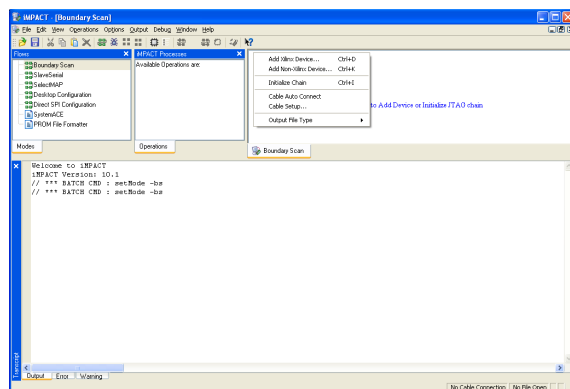 iMPACT - [Boundary Scan]
File Edit View Operations Options Output Debug Window Help
Flows
Boundary Scan
SlaveSerial
SelectMAP
Desktop Configuration
Direct SPI Configuration
SystemACE
PROM File Formatter
Modes
iMPACT Processes
Available Operations are:
Operations
Add Xilinx Device... Ctrl+D
Add Non-Xilinx Device... Ctrl+K
Initialize Chain Ctrl+I
Cable Auto Connect
Cable Setup...
Output File Type
to Add Device or Initialize JTAG chain
Boundary Scan
Welcome to iMPACT
iMPACT Version: 10.1
// *** BATCH CMD : setMode -bs
// *** BATCH CMD : setMode -bs
Transcript
Output Error Warning
No Cable Connection No File Open